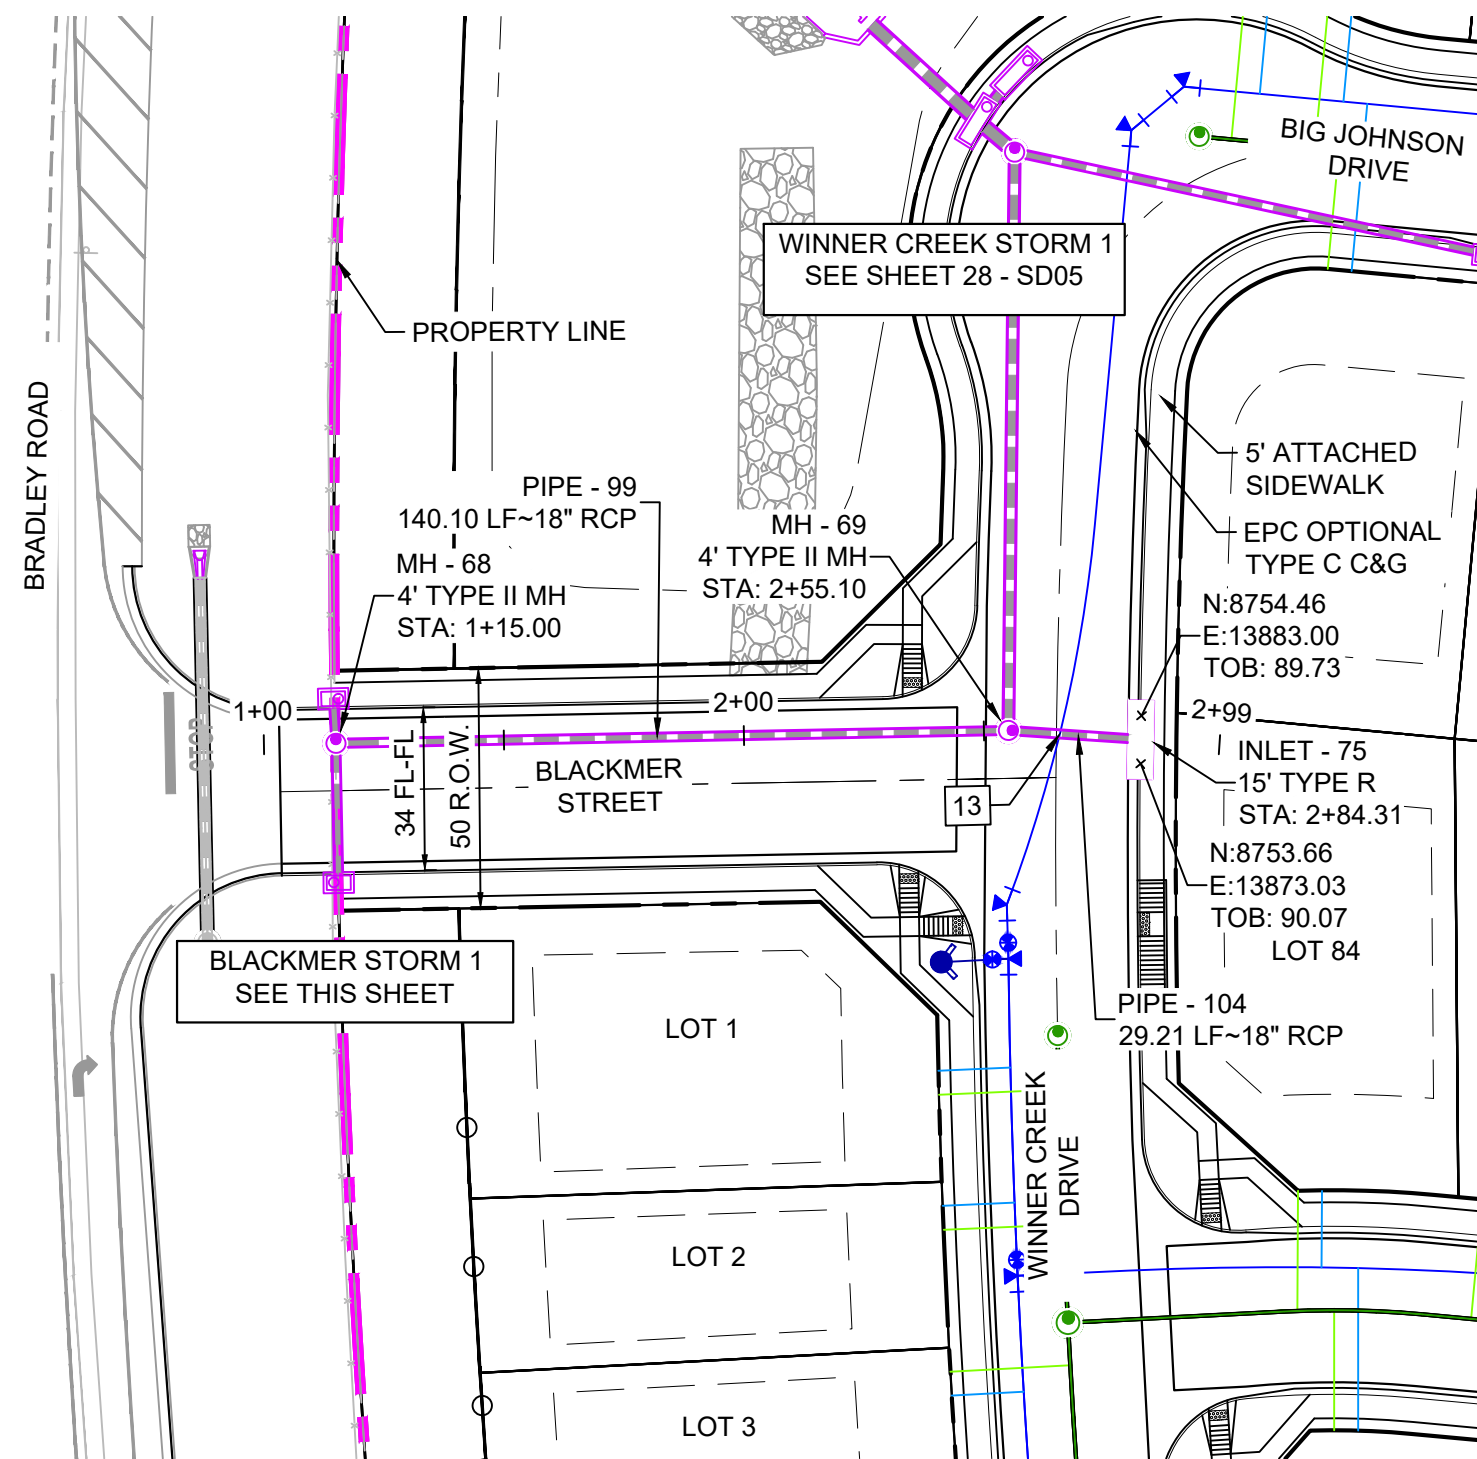 BIG JOHNSON
DRIVE
WINNER CREEK STORM 1
SEE SHEET 28 - SD05
PROPERTY LINE
BRADLEY ROAD
5' ATTACHED
SIDEWALK
EPC OPTIONAL
TYPE C C&G
PIPE - 99
140.10 LF~18" RCP
MH - 68
4' TYPE II MH
STA: 1+15.00
MH - 69
4' TYPE II MH
STA: 2+55.10
N:8754.46
E:13883.00
TOB: 89.73
1+00
2+00
2+99
STOP
34 FL-FL
50 R.O.W.
BLACKMER
STREET
13
INLET - 75
15' TYPE R
STA: 2+84.31
N:8753.66
E:13873.03
TOB: 90.07
LOT 84
BLACKMER STORM 1
SEE THIS SHEET
PIPE - 104
29.21 LF~18" RCP
LOT 1
WINNER CREEK
DRIVE
LOT 2
LOT 3